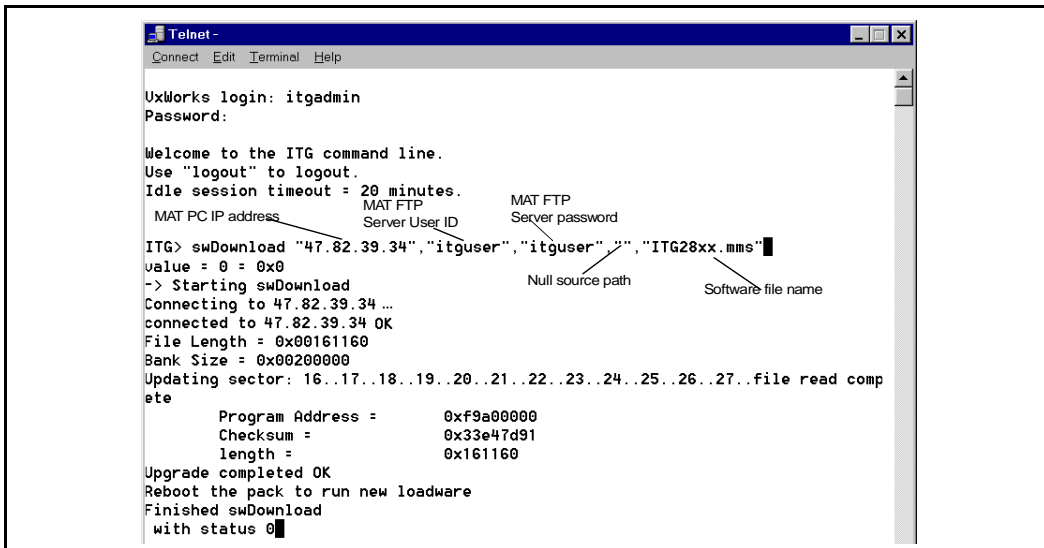 Telnet -
Connect Edit Terminal Help
VxWorks login: itgadmin
Password:
Welcome to the ITG command line.
Use "logout" to logout.
Idle session timeout = 20 minutes.
MAT PC IP address
MAT FTP
Server User ID
MAT FTP
Server password
ITG> swDownload "47.82.39.34","itguser","itguser","","ITG28xx.mms"
value = 0 = 0x0
Null source path
Software file name
-> Starting swDownload
Connecting to 47.82.39.34 …
connected to 47.82.39.34 OK
File Length = 0x00161160
Bank Size = 0x00200000
Updating sector: 16..17..18..19..20..21..22..23..24..25..26..27..file read comp
ete
Program Address = 0xf9a00000
Checksum = 0x33e47d91
length = 0x161160
Upgrade completed OK
Reboot the pack to run new loadware
Finished swDownload
with status 0